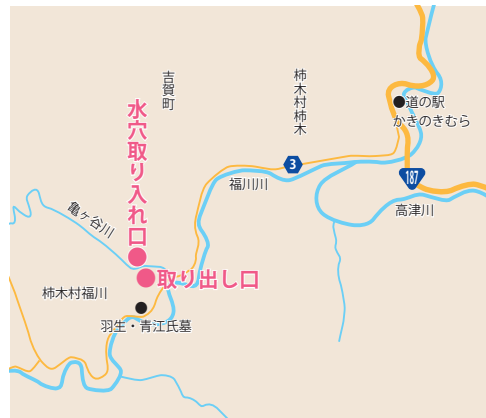 吉賀町
柿木村柿木
道の駅
かきのきむら
水穴取り入れ口
3
187
福川川
高津川
亀ヶ谷川
取り出し口
柿木村福川
羽生・青江氏墓